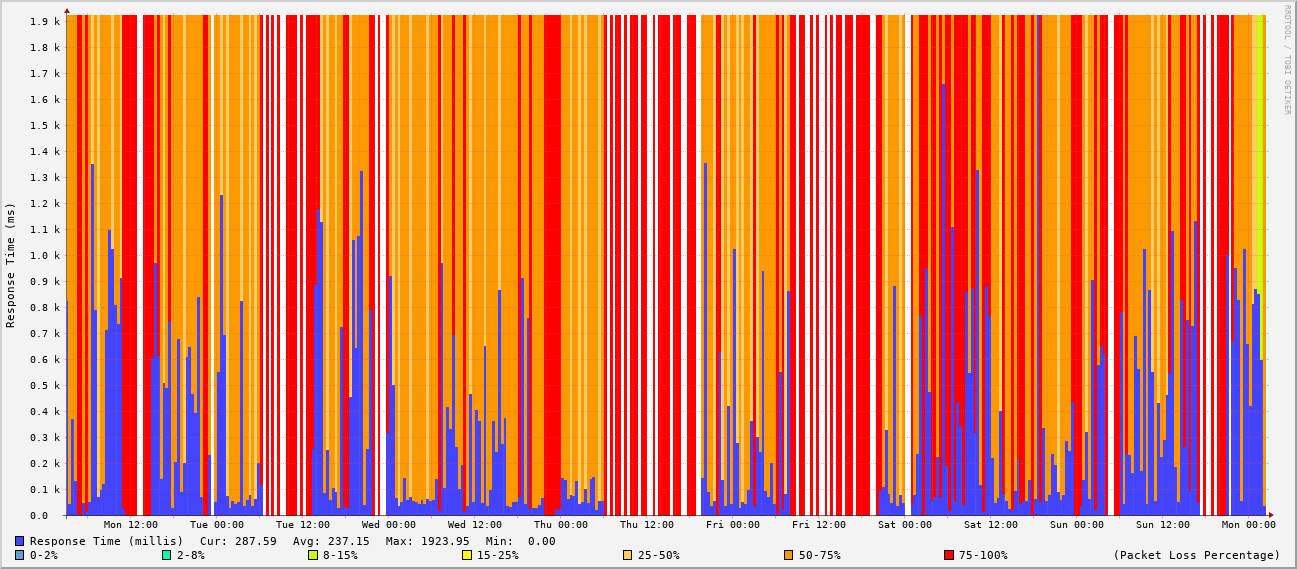 1.9 k
1.8 k
1.7 k
1.6 k
1.5 k
1.4 k
1.3 k
1.2 k
1.1 k
1.0 k
0.9 k
0.8 k
0.7 k
0.6 k
0.5 k
0.4 k
0.3 k
0.2 k
0.1 k
0.0
Response Time (ms)
RRDTOOL / TOBI OETIKER
Mon 12:00 Tue 00:00 Tue 12:00 Wed 00:00 Wed 12:00 Thu 00:00 Thu 12:00 Fri 00:00 Fri 12:00 Sat 00:00 Sat 12:00 Sun 00:00 Sun 12:00 Mon 00:00
Response Time (millis) Cur: 287.59 Avg: 237.15 Max: 1923.95 Min: 0.00
0-2% 2-8% 8-15% 15-25% 25-50% 50-75% 75-100% (Packet Loss Percentage)